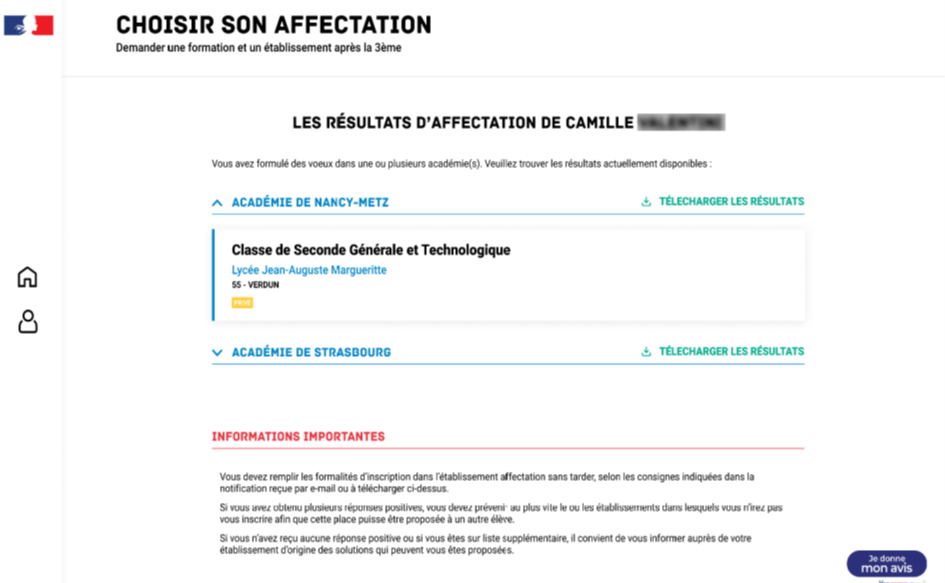 CHOISIR SON AFFECTATION
Demander une formation et un établissement après la 3ème
LES RÉSULTATS D'AFFECTATION DE CAMILLE
Vous avez formulé des voeux dans une ou plusieurs académie(s). Veuillez trouver les résultats actuellement disponibles :
ACADÉMIE DE NANCY-METZ
TÉLECHARGER LES RÉSULTATS
Classe de Seconde Générale et Technologique
Lycée Jean-Auguste Margueritte
55 - VERDUN
PRIVÉ
ACADÉMIE DE STRASBOURG
TÉLECHARGER LES RÉSULTATS
INFORMATIONS IMPORTANTES
Vous devez remplir les formalités d'inscription dans l'établissement affectation sans tarder, selon les consignes indiquées dans la
notification reçue par e-mail ou à télécharger ci-dessus.
Si vous avez obtenu plusieurs réponses positives, vous devez prévenir au plus vite le ou les établissements dans lesquels vous n'irez pas
vous inscrire afin que cette place puisse être proposée à un autre élève.
Si vous n'avez reçu aucune réponse positive ou si vous êtes sur liste supplémentaire, il convient de vous informer auprès de votre
établissement d'origine des solutions qui peuvent vous êtes proposées.
Je donne
mon avis